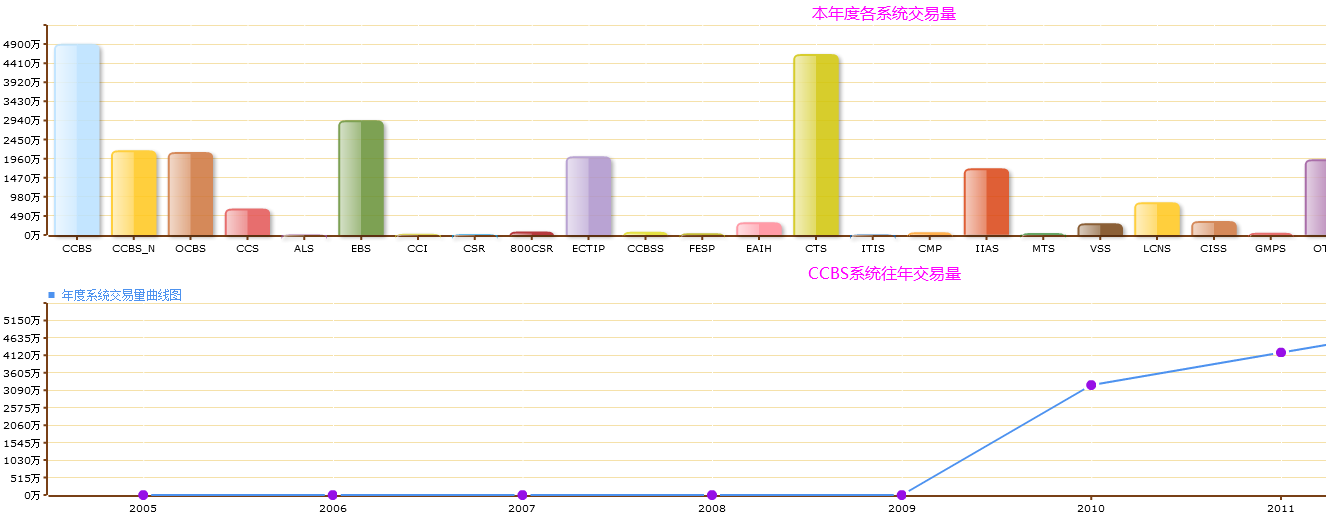 本年度各系统交易量
4900万
4410万
3920万
3430万
2940万
2450万
1960万
1470万
980万
490万
0万
CCBS CCBS_N OCBS CCS ALS EBS CCI CSR 800CSR ECTIP CCBSS FESP EAIH CTS ITIS CMP IIAS MTS VSS LCNS CISS GMPS OT
CCBS系统往年交易量
年度系统交易量曲线图
5150万
4635万
4120万
3605万
3090万
2575万
2060万
1545万
1030万
515万
0万
2005 2006 2007 2008 2009 2010 2011